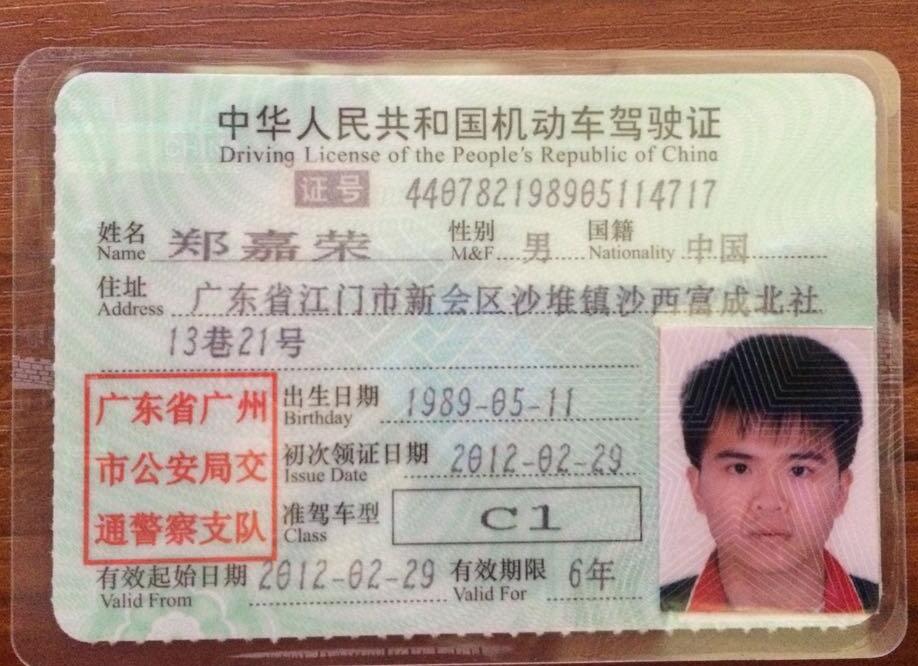 中华人民共和国机动车驾驶证
Driving License of the People's Republic of China
证号 440782198905114717
姓名 郑嘉荣 性别 男 国籍 中国
Name M&F Nationality
住址 广东省江门市新会区沙堆镇沙西富成北社
Address
13巷21号
广东省广州
市公安局交
通警察支队
出生日期 1989-05-11
Birthday
初次领证日期 2012-02-29
Issue Date
准驾车型 C1
Class
有效起始日期 2012-02-29 有效期限 6年
Valid From Valid For